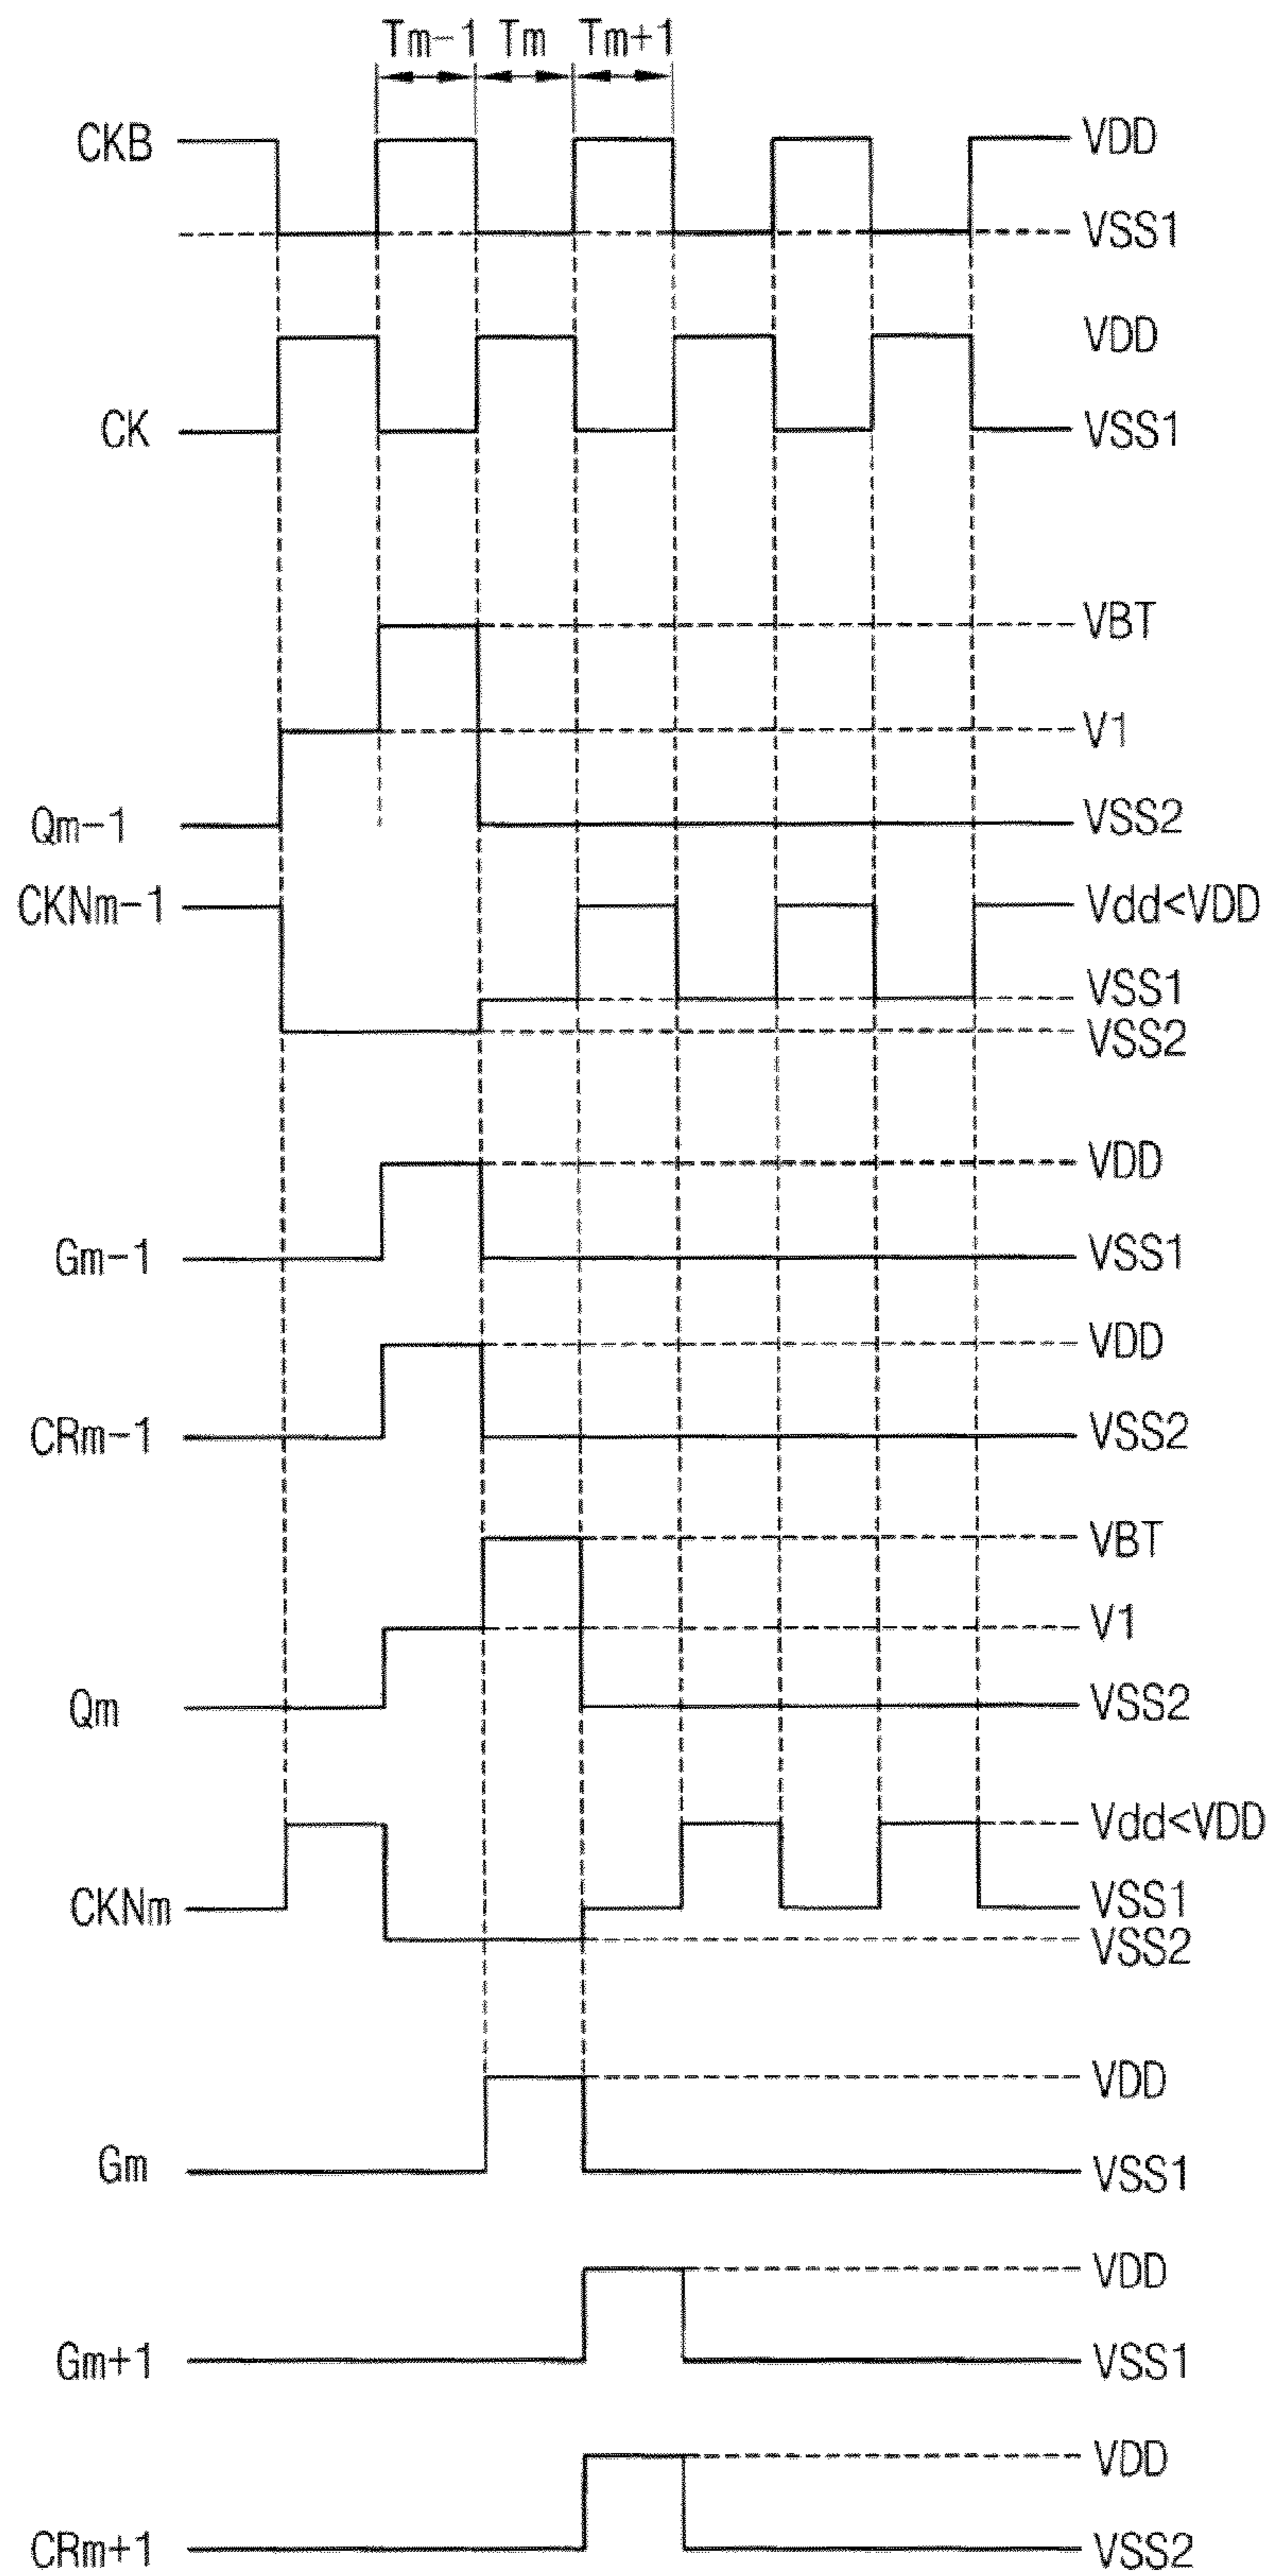 Tm-1 Tm Tm+1
CKB VDD
VSS1
VDD
CK VSS1
VBT
V1
Qm-1 VSS2
CKNm-1 Vdd<VDD
VSS1
VSS2
VDD
Gm-1 VSS1
VDD
CRm-1 VSS2
VBT
V1
Qm VSS2
Vdd<VDD
CKNm VSS1
VSS2
VDD
Gm VSS1
VDD
Gm+1 VSS1
VDD
CRm+1 VSS2